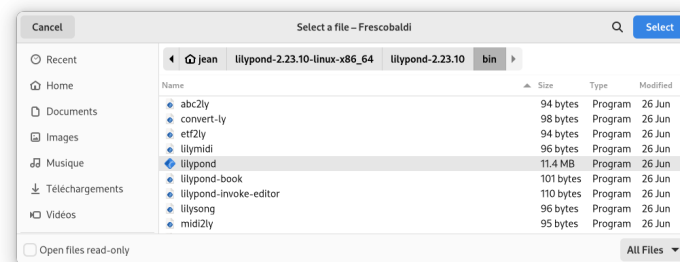 Cancel Select a file – Frescobaldi Select
Recent
Home
Documents
Images
Musique
Téléchargements
Vidéos
jean lilypond-2.23.10-linux-x86_64 lilypond-2.23.10 bin
Name Size Type Modified
abc2ly 94 bytes Program 26 Jun
convert-ly 98 bytes Program 26 Jun
etf2ly 94 bytes Program 26 Jun
lilymidi 96 bytes Program 26 Jun
lilypond 11.4 MB Program 26 Jun
lilypond-book 101 bytes Program 26 Jun
lilypond-invoke-editor 110 bytes Program 26 Jun
lilysong 96 bytes Program 26 Jun
midi2ly 95 bytes Program 26 Jun
Open files read-only All Files